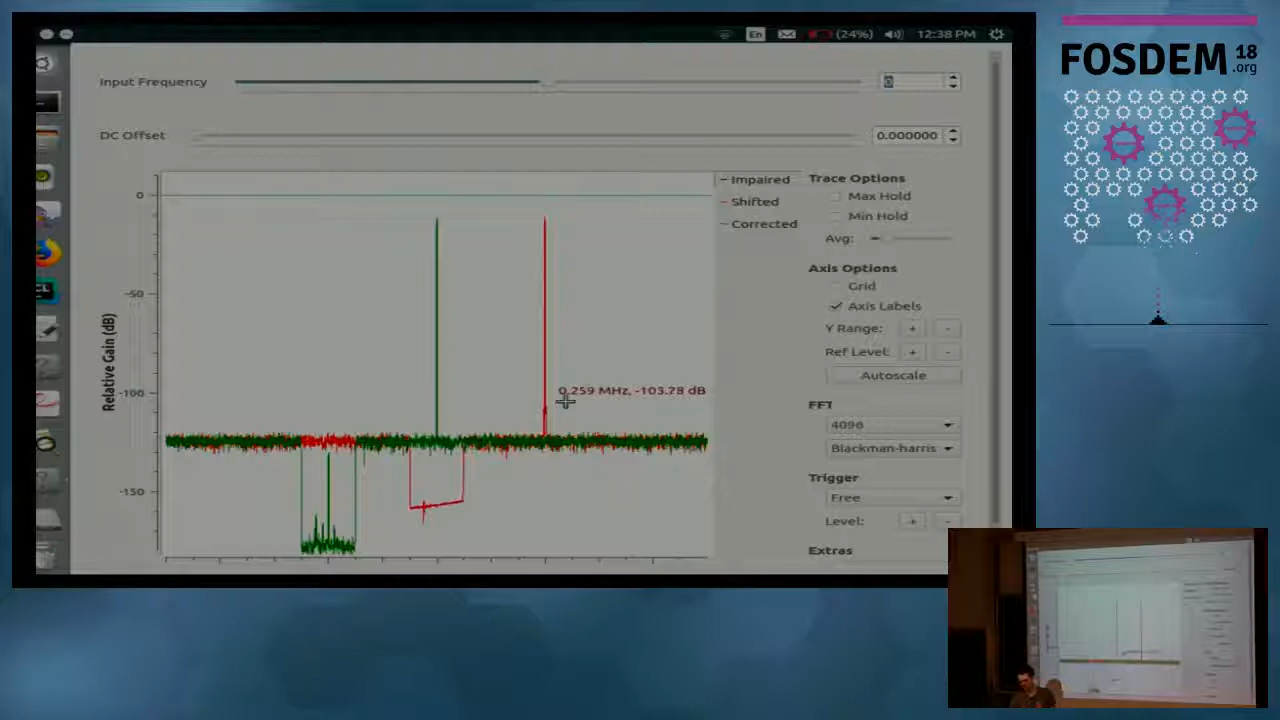 En
(24%)
12:38 PM
Input Frequency
0
DC Offset
0.000000
Impaired
Shifted
Corrected
0
-50
-100
-150
Relative Gain (dB)
0.259 MHz, -103.78 dB
Trace Options
Max Hold
Min Hold
Avg:
Axis Options
Grid
Axis Labels
Y Range: + -
Ref Level: + -
Autoscale
FFT
4096
Blackman-harris
Trigger
Free
Level: + -
Extras
FOSDEM 18
.org